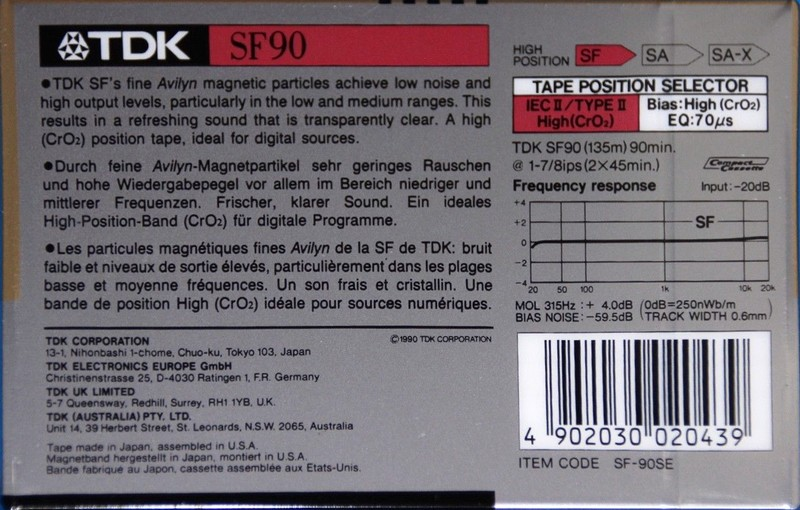 TDK SF90
●TDK SF's fine Avilyn magnetic particles achieve low noise and
high output levels, particularly in the low and medium ranges. This
results in a refreshing sound that is transparently clear. A high
(CrO₂) position tape, ideal for digital sources.
●Durch feine Avilyn-Magnetpartikel sehr geringes Rauschen
und hohe Wiedergabepegel vor allem im Bereich niedriger und
mittlerer Frequenzen. Frischer, klarer Sound. Ein ideales
High-Position-Band (CrO₂) für digitale Programme.
●Les particules magnétiques fines Avilyn de la SF de TDK: bruit
faible et niveaux de sortie élevés, particulièrement dans les plages
basse et moyenne fréquences. Un son frais et cristallin. Une
bande de position High (CrO₂) idéale pour sources numériques.
TDK CORPORATION ©1990 TDK CORPORATION
13-1, Nihonbashi 1-chome, Chuo-ku, Tokyo 103, Japan
TDK ELECTRONICS EUROPE GmbH
Christinenstrasse 25, D-4030 Ratingen 1, F.R. Germany
TDK UK LIMITED
5-7 Queensway, Redhill, Surrey, RH1 1YB, U.K.
TDK (AUSTRALIA) PTY. LTD.
Unit 14, 39 Herbert Street, St. Leonards, N.S.W. 2065, Australia
Tape made in Japan, assembled in U.S.A.
Magnetband hergestellt in Japan, montiert in U.S.A.
Bande fabriqué au Japon, cassette assemblée aux Etats-Unis.
HIGH
POSITION SF SA SA-X
TAPE POSITION SELECTOR
IEC II/TYPE II Bias:High (CrO₂)
High(CrO₂) EQ:70µs
TDK SF90 (135m) 90min.
@ 1-7/8ips (2×45min.) Compact Cassette
Frequency response Input:-20dB
+4
+2
0
-2
-4
SF
20 50 100 1k 10k 20k
MOL 315Hz :+ 4.0dB (0dB=250nWb/m
BIAS NOISE:-59.5dB TRACK WIDTH 0.6mm)
4 902030 020439
ITEM CODE SF-90SE